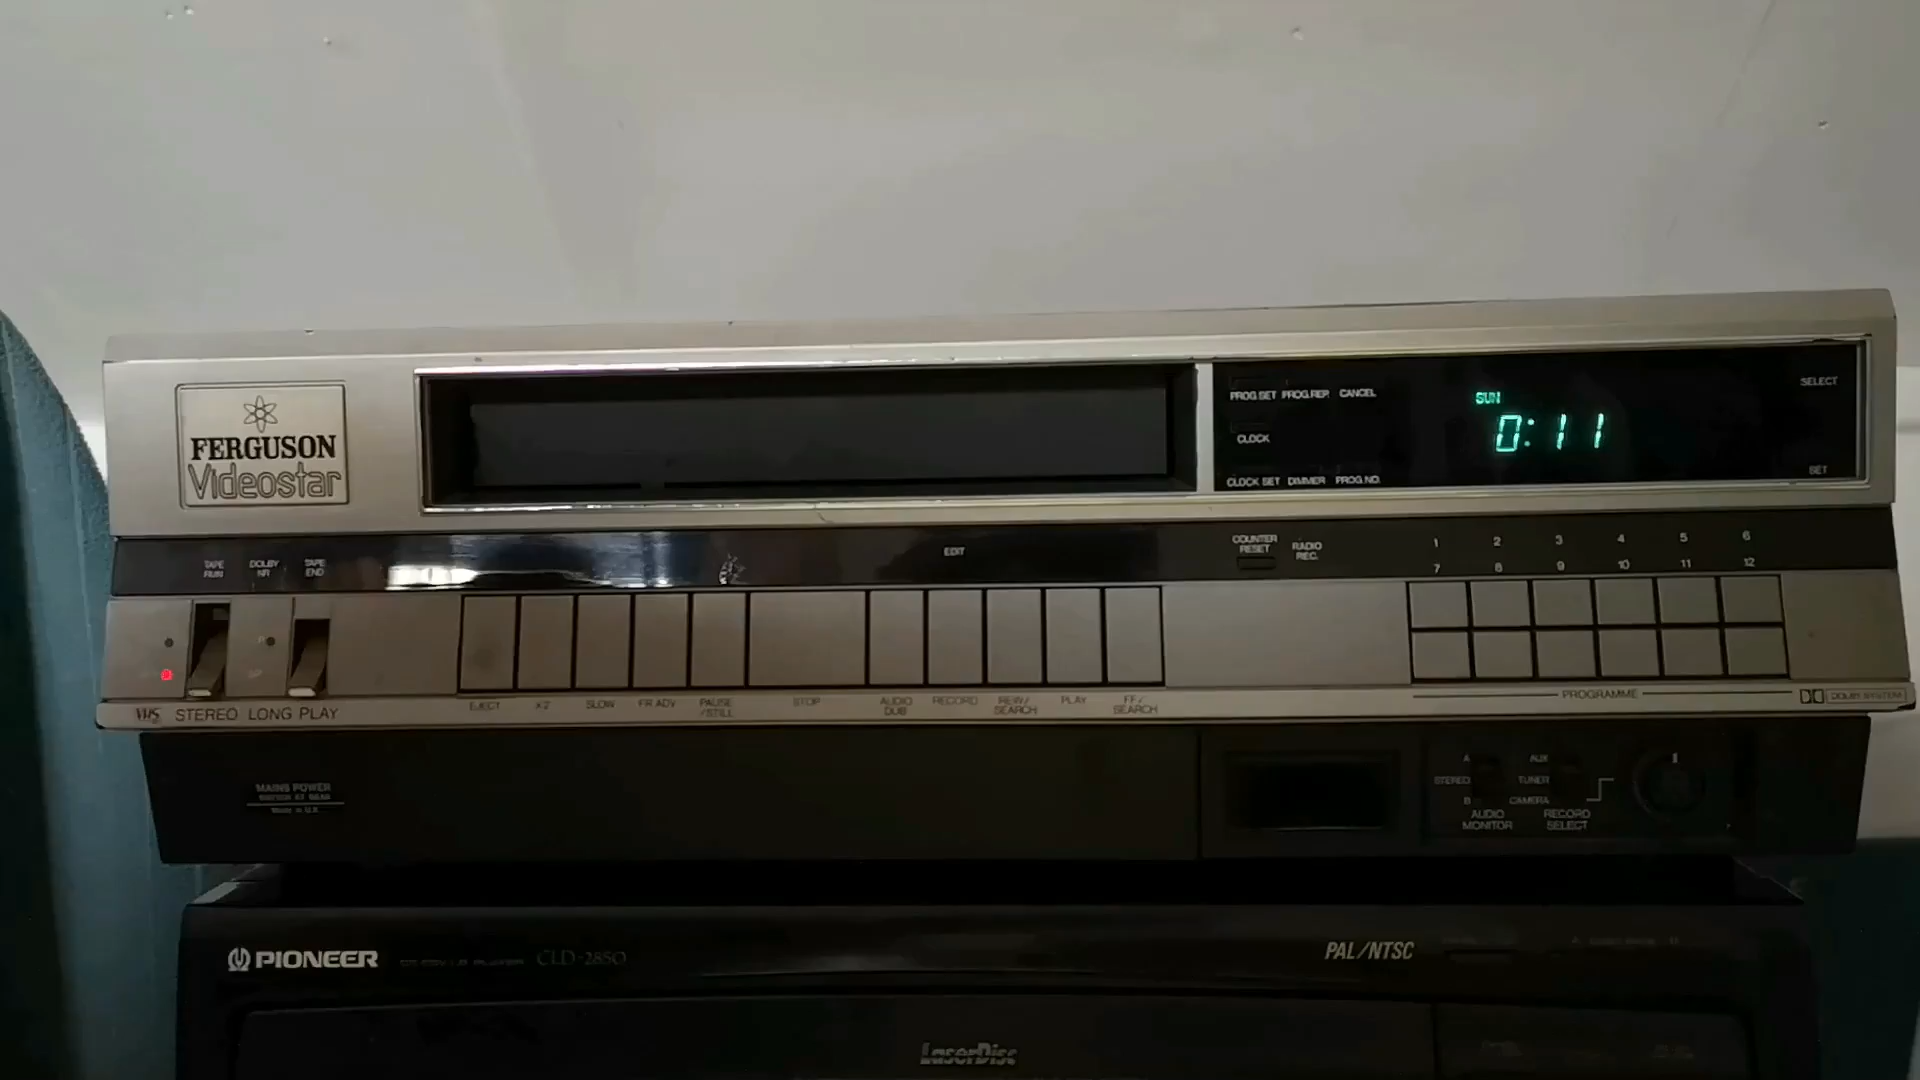 FERGUSON
Videostar
PROG.SET PROG.REP. CANCEL
CLOCK
CLOCK SET DIMMER PROG.NO.
SUN
0:11
SELECT
SET
TAPE RUN
DOLBY NR
TAPE END
EDIT
COUNTER RESET
RADIO REC.
1 2 3 4 5 6
7 8 9 10 11 12
VHS STEREO LONG PLAY
EJECT
X2
SLOW
FR ADV
PAUSE /STILL
STOP
AUDIO DUB
RECORD
REW/ SEARCH
PLAY
FF/ SEARCH
PROGRAMME
DOLBY SYSTEM
MAINS POWER
A
STEREO
B
AUDIO MONITOR
AUX
TUNER
CAMERA
RECORD SELECT
PIONEER
CLD-2850
PAL/NTSC
LaserDisc